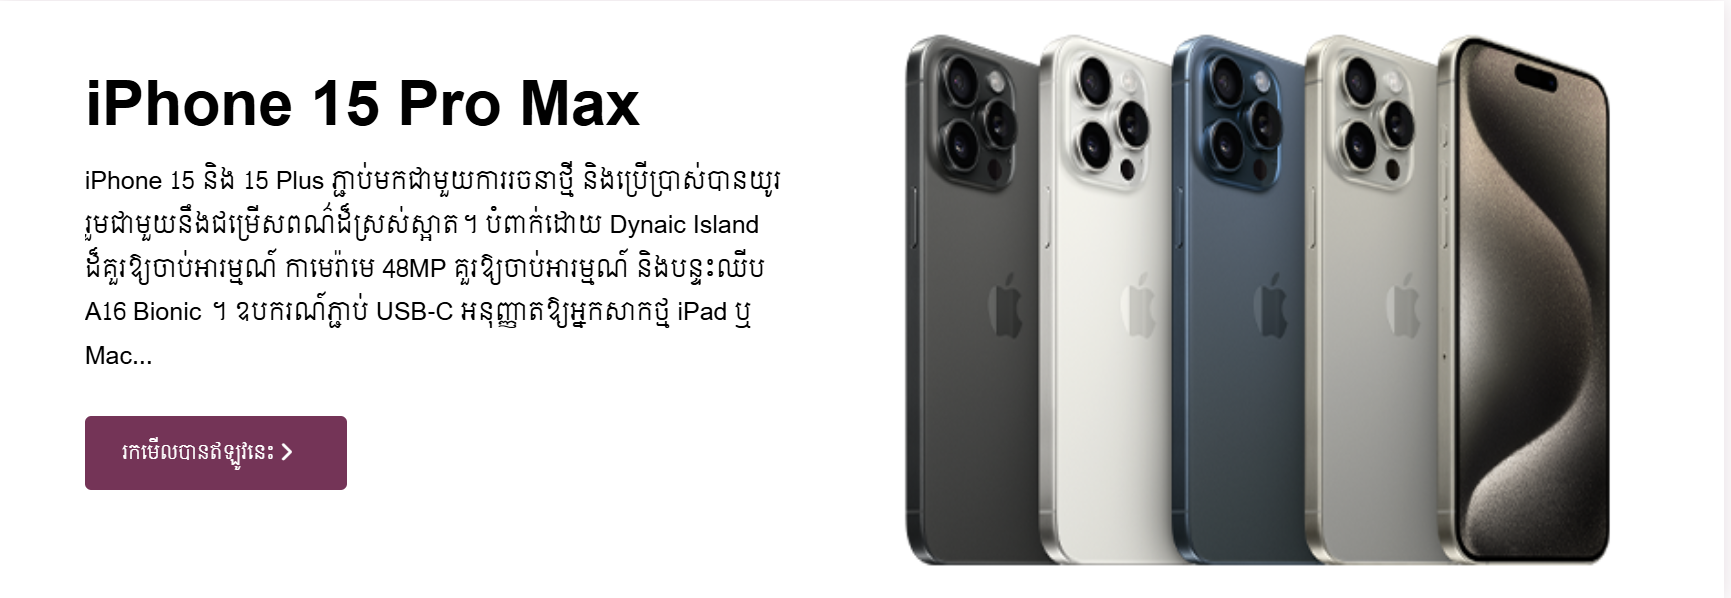 iPhone 15 Pro Max
iPhone 15 និង 15 Plus ភ្ជាប់មកជាមួយការរចនាថ្មី និងប្រើប្រាស់បានយូរ
រួមជាមួយនឹងជម្រើសពណ៌ដ៏ស្រស់ស្អាត។ បំពាក់ដោយ Dynaic Island
ដ៏គួរឱ្យចាប់អារម្មណ៍ កាមេរ៉ាមេ 48MP គួរឱ្យចាប់អារម្មណ៍ និងបន្ទះឈីប
A16 Bionic ។ ឧបករណ៍ភ្ជាប់ USB-C អនុញ្ញាតឱ្យអ្នកសាកថ្ម iPad ឬ
Mac...
រកមើលបានឥឡូវនេះ